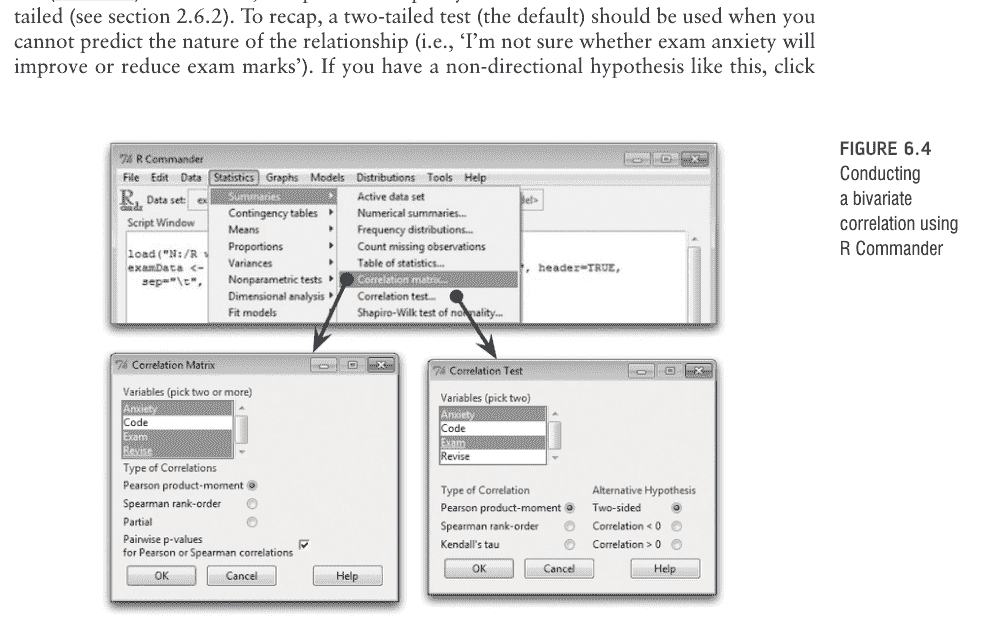 tailed (see section 2.6.2). To recap, a two-tailed test (the default) should be used when you
cannot predict the nature of the relationship (i.e., ‘I’m not sure whether exam anxiety will
improve or reduce exam marks’). If you have a non-directional hypothesis like this, click
FIGURE 6.4
Conducting
a bivariate
correlation using
R Commander
R Commander
File Edit Data Statistics Graphs Models Distributions Tools Help
Data set: ex
Script Window
load("N:/R
examData <-
sep="\t",
", header=TRUE,
Summaries
Contingency tables
Means
Proportions
Variances
Nonparametric tests
Dimensional analysis
Fit models
Active data set
Numerical summaries...
Frequency distributions...
Count missing observations
Table of statistics...
Correlation matrix...
Correlation test...
Shapiro-Wilk test of normality...
Correlation Matrix
Variables (pick two or more)
Anxiety
Code
Exam
Revise
Type of Correlations
Pearson product-moment
Spearman rank-order
Partial
Pairwise p-values
for Pearson or Spearman correlations
OK Cancel Help
Correlation Test
Variables (pick two)
Anxiety
Code
Exam
Revise
Type of Correlation Alternative Hypothesis
Pearson product-moment Two-sided
Spearman rank-order Correlation < 0
Kendall's tau Correlation > 0
OK Cancel Help